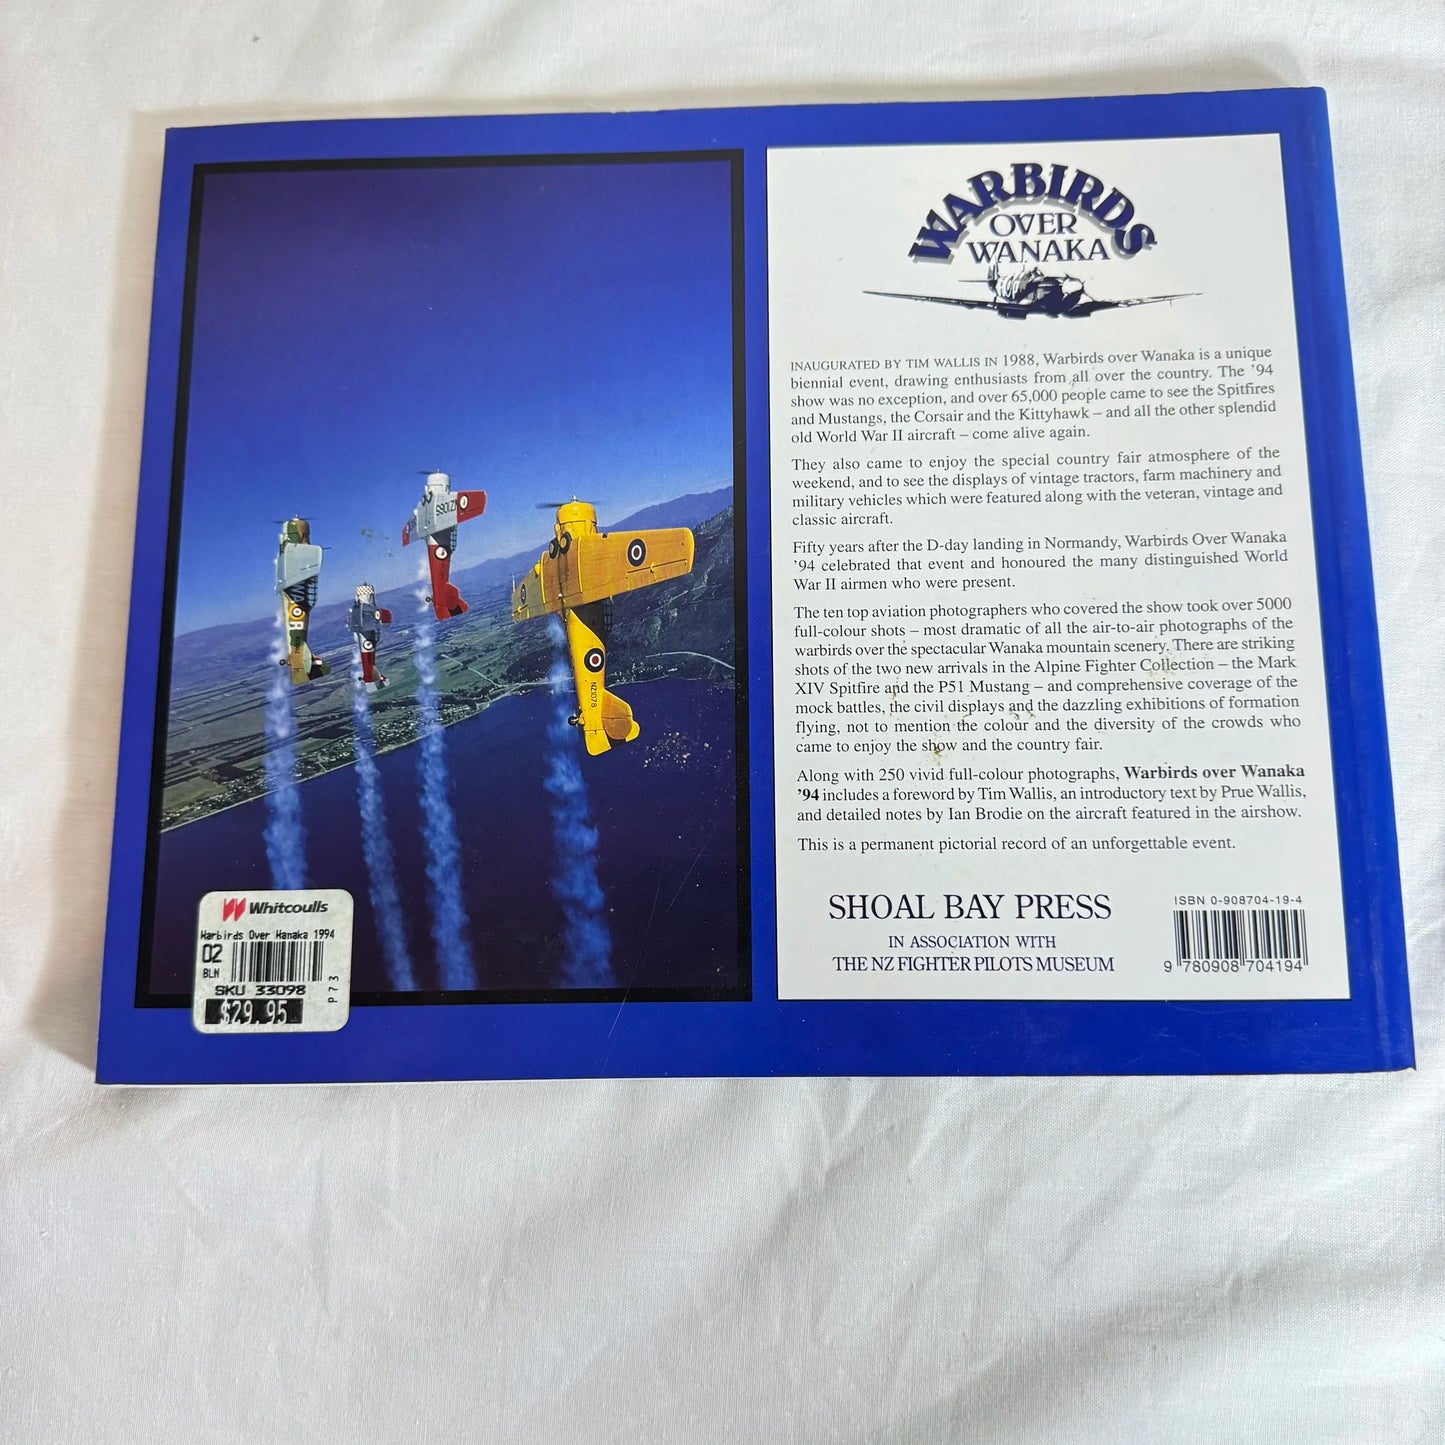 WARBIRDS
OVER
WANAKA
INAUGURATED BY TIM WALLIS IN 1988, Warbirds over Wanaka is a unique
biennial event, drawing enthusiasts from all over the country. The ’94
show was no exception, and over 65,000 people came to see the Spitfires
and Mustangs, the Corsair and the Kittyhawk – and all the other splendid
old World War II aircraft – come alive again.
They also came to enjoy the special country fair atmosphere of the
weekend, and to see the displays of vintage tractors, farm machinery and
military vehicles which were featured along with the veteran, vintage and
classic aircraft.
Fifty years after the D-day landing in Normandy, Warbirds Over Wanaka
’94 celebrated that event and honoured the many distinguished World
War II airmen who were present.
The ten top aviation photographers who covered the show took over 5000
full-colour shots – most dramatic of all the air-to-air photographs of the
warbirds over the spectacular Wanaka mountain scenery. There are striking
shots of the two new arrivals in the Alpine Fighter Collection – the Mark
XIV Spitfire and the P51 Mustang – and comprehensive coverage of the
mock battles, the civil displays and the dazzling exhibitions of formation
flying, not to mention the colour and the diversity of the crowds who
came to enjoy the show and the country fair.
Along with 250 vivid full-colour photographs, Warbirds over Wanaka
’94 includes a foreword by Tim Wallis, an introductory text by Prue Wallis,
and detailed notes by Ian Brodie on the aircraft featured in the airshow.
This is a permanent pictorial record of an unforgettable event.
SHOAL BAY PRESS
IN ASSOCIATION WITH
THE NZ FIGHTER PILOTS MUSEUM
ISBN 0-908704-19-4
9 780908 704194
NZ1078
Whitcoulls
Warbirds Over Wanaka 1994
02
BLN
SKU 33098
P73
$29.95